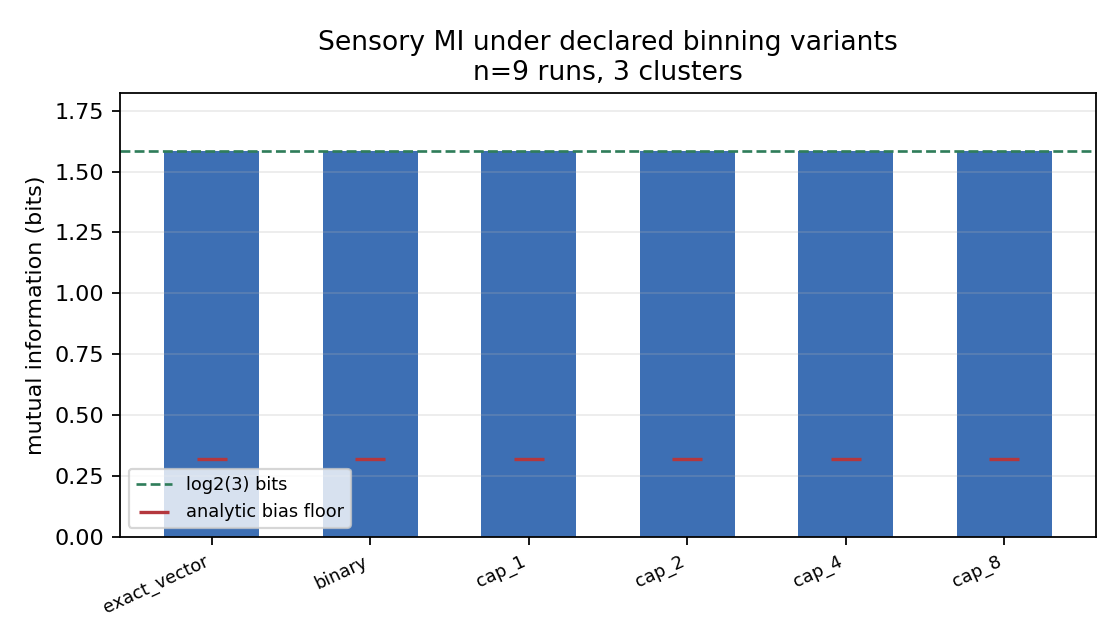 Sensory MI under declared binning variants
n=9 runs, 3 clusters
mutual information (bits)
1.75
1.50
1.25
1.00
0.75
0.50
0.25
0.00
log2(3) bits
analytic bias floor
exact_vector
binary
cap_1
cap_2
cap_4
cap_8